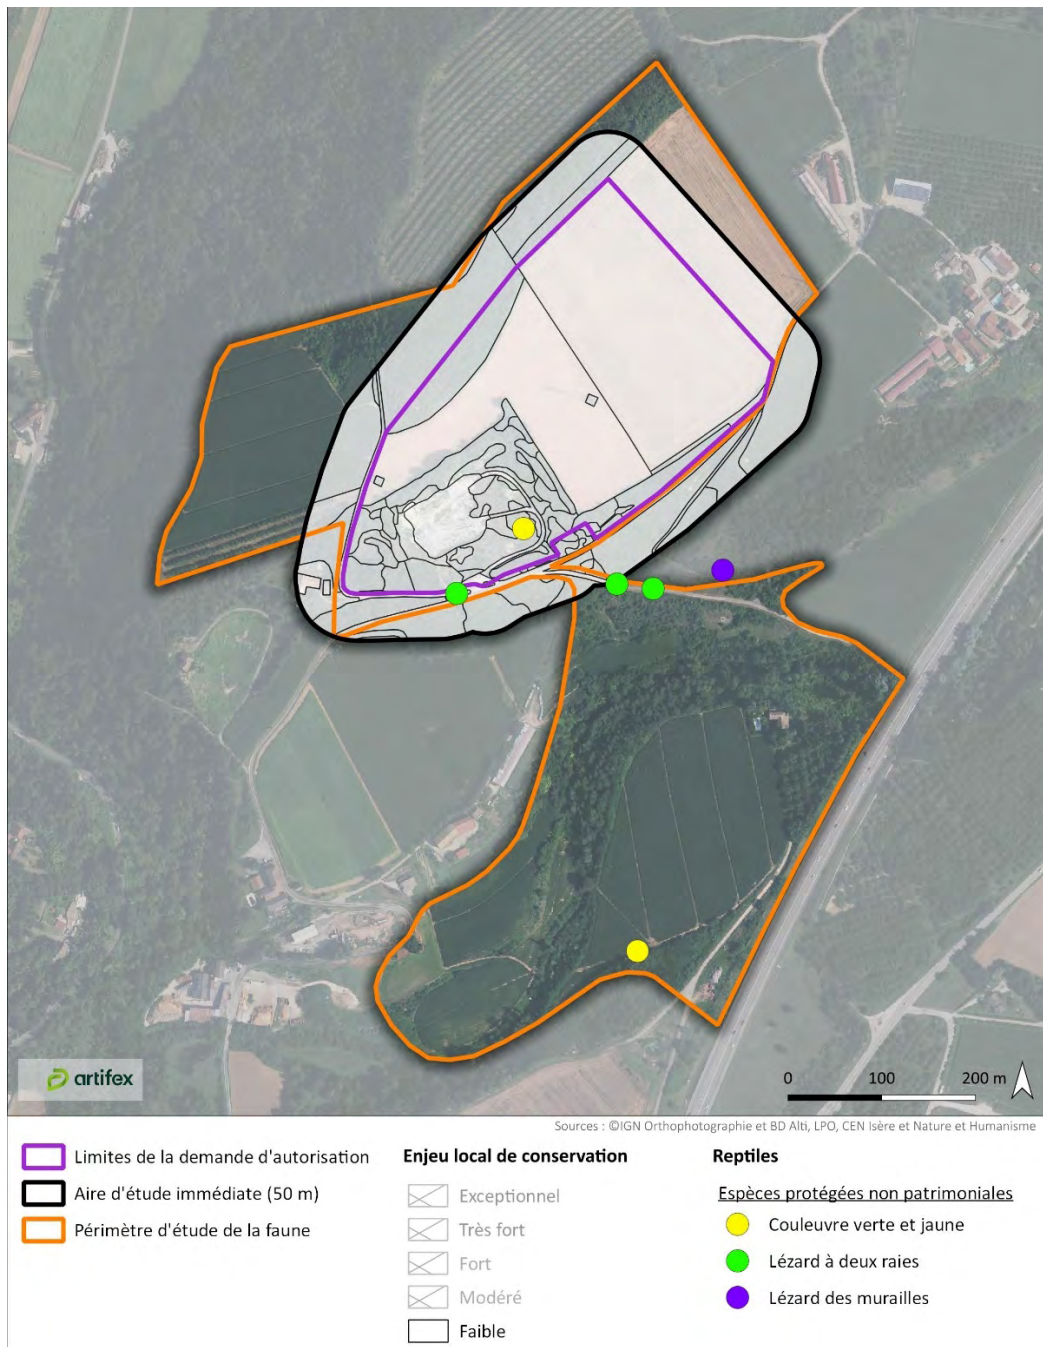 artifex
0 100 200 m
Sources : ©IGN Orthophotographie et BD Alti, LPO, CEN Isère et Nature et Humanisme
Limites de la demande d'autorisation
Aire d'étude immédiate (50 m)
Périmètre d'étude de la faune
Enjeu local de conservation
Exceptionnel
Très fort
Fort
Modéré
Faible
Reptiles
Espèces protégées non patrimoniales
Couleuvre verte et jaune
Lézard à deux raies
Lézard des murailles